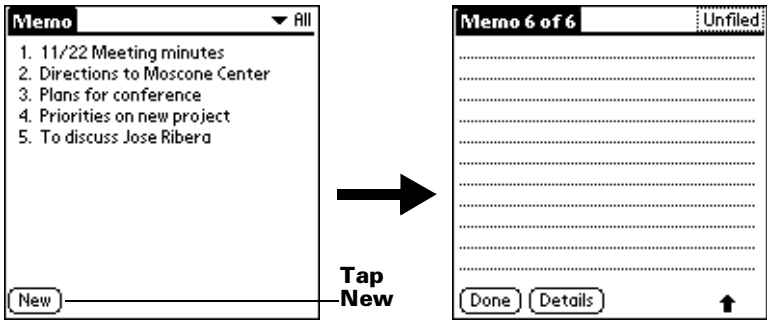 Memo
All
1. 11/22 Meeting minutes
2. Directions to Moscone Center
3. Plans for conference
4. Priorities on new project
5. To discuss Jose Ribera
New
Tap
New
Memo 6 of 6
Unfiled
Done
Details